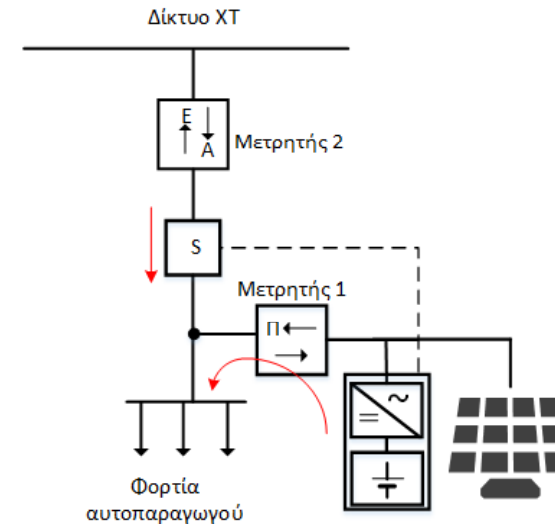 Δίκτυο ΧΤ
Ε
Α
Μετρητής 2
S
Μετρητής 1
Π
Φορτία
αυτοπαραγωγού